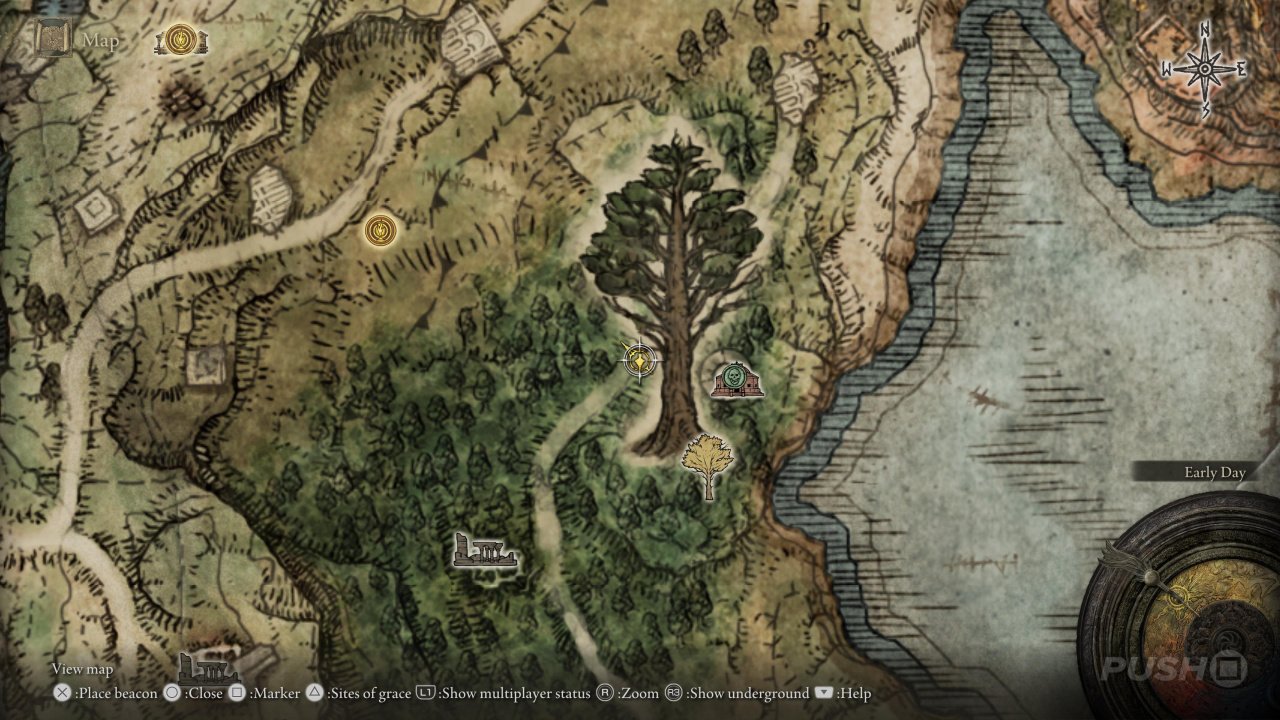 Map
N
W E
S
Early Day
View map
:Place beacon :Close :Marker :Sites of grace L1 :Show multiplayer status R :Zoom R3 :Show underground :Help
PUSH